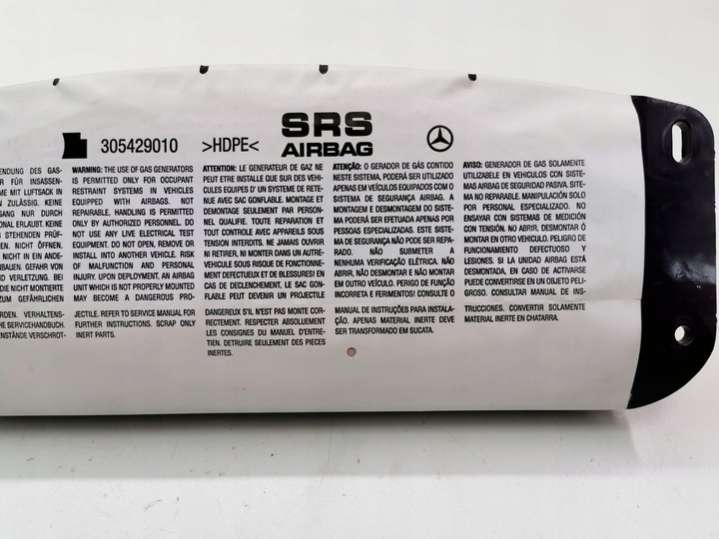 SRS
305429010 >HDPE< AIRBAG
ENDUNG DES GAS-
R FÜR INSASSEN-
ME MIT LUFTSACK IN
N ZULÄSSIG. KEINE
GANG NUR DURCH
ONAL ERLAUBT. KEINE
STEHENDEN PRÜF-
EN. NICHT ÖFFNEN,
NICHT IN EIN ANDE-
NBAUEN. GEFAHR VON
ND VERLETZUNG. BEI
DIE NICHT MONTIERTE
ZUM GEFÄHRLICHEN
RDEN. VERHALTENS-
HE SERVICEHANDBUCH.
ENSTÄNDE VERSCHROT-
WARNING: THE USE OF GAS GENERATORS
IS PERMITTED ONLY FOR OCCUPANT
RESTRAINT SYSTEMS IN VEHICLES
EQUIPPED WITH AIRBAGS. NOT
REPAIRABLE, HANDLING IS PERMITTED
ONLY BY AUTHORIZED PERSONNEL. DO
NOT USE ANY LIVE ELECTRICAL TEST
EQUIPMENT. DO NOT OPEN, REMOVE OR
INSTALL INTO ANOTHER VEHICLE. RISK
OF MALFUNCTION AND PERSONAL
INJURY. UPON DEPLOYMENT, AN AIRBAG
UNIT WHICH IS NOT PROPERLY MOUNTED
MAY BECOME A DANGEROUS PRO-
JECTILE. REFER TO SERVICE MANUAL FOR
FURTHER INSTRUCTIONS. SCRAP ONLY
INERT PARTS.
ATTENTION: LE GENERATEUR DE GAZ NE
PEUT ETRE INSTALLE QUE SUR DES VEHI-
CULES EQUIPES D' UN SYSTEME DE RETE-
NUE AVEC SAC GONFLABLE. MONTAGE ET
DEMONTAGE SEULEMENT PAR PERSON-
NEL QUALIFIE. TOUTE REPARATION ET
TOUT CONTROLE AVEC APPAREILS SOUS
TENSION INTERDITS. NE JAMAIS OUVRIR
NI RETIRER, NI MONTER DANS UN AUTRE-
VEHICULE SOUS RISQUE DE FONCTIONNE-
MENT DEFECTUEUX ET DE BLESSURE! EN
CAS DE DECLENCHEMENT, LE SAC GON-
FLABLE PEUT DEVENIR UN PROJECTILE
DANGEREUX S'IL N'EST PAS MONTE COR-
RECTEMENT. RESPECTER ABSOLUEMENT
LES CONSIGNES DU MANUEL D'ENTRE-
TIEN. DETRUIRE SEULEMENT DES PIECES
INERTES.
ATENÇÃO: O GERADOR DE GÁS CONTIDO
NESTE SISTEMA, PODERÁ SER UTILIZADO
APENAS EM VEÍCULOS EQUIPADOS COM O
SISTEMA DE SEGURANÇA AIRBAG. A
MONTAGEM E DESMONTAGEM DO SISTE-
MA PODERÁ SER EFETUADA APENAS POR
PESSOAS ESPECIALIZADAS. ESTE SISTE-
MA DE SEGURANÇA NÃO PODE SER REPA-
RADO. NÃO SUBMETER A
NENHUMA VERIFICAÇÃO ELÉTRICA. NÃO
ABRIR, NÃO DESMONTAR E NÃO MONTAR
EM OUTRO VEÍCULO. PERIGO DE FUNÇÃO
INCORRETA E FERIMENTOS! CONSULTE O
MANUAL DE INSTRUÇÕES PARA INSTALA-
ÇÃO. APENAS MATERIAL INERTE DEVE
SER TRANSFORMADO EM SUCATA.
AVISO: GENERADOR DE GAS SOLAMENTE
UTILIZABELE EN VEHICULOS CON SISTE-
MAS AIRBAG DE SEGURIDAD PASIVA. SITE-
MA NO REPARABLE. MANIPULACIÓN SOLO
POR PERSONAL ESPECIALIZADO. NO
ENSAYAR CON SISTEMAS DE MEDICIÓN
CON TENSIÓN. NO ABRIR, DESMONTAR Ó
MONTAR EN OTRO VEHICULO. PELIGRO DE
FUNCIONAMIENTO DEFECTUOSO Y
LESIONES. SI LA UNIDAD AIRBAG ESTÁ
DESMONTADA, EN CASO DE ACTIVARSE
PUEDE CONVERTIRSE EN UN OBJETO PELI-
GROSO. CONSULTAR MANUAL DE INS-
TRUCCIONES. CONVERTIR SOLAMENTE
MATERIAL INERTE EN CHATARRA.